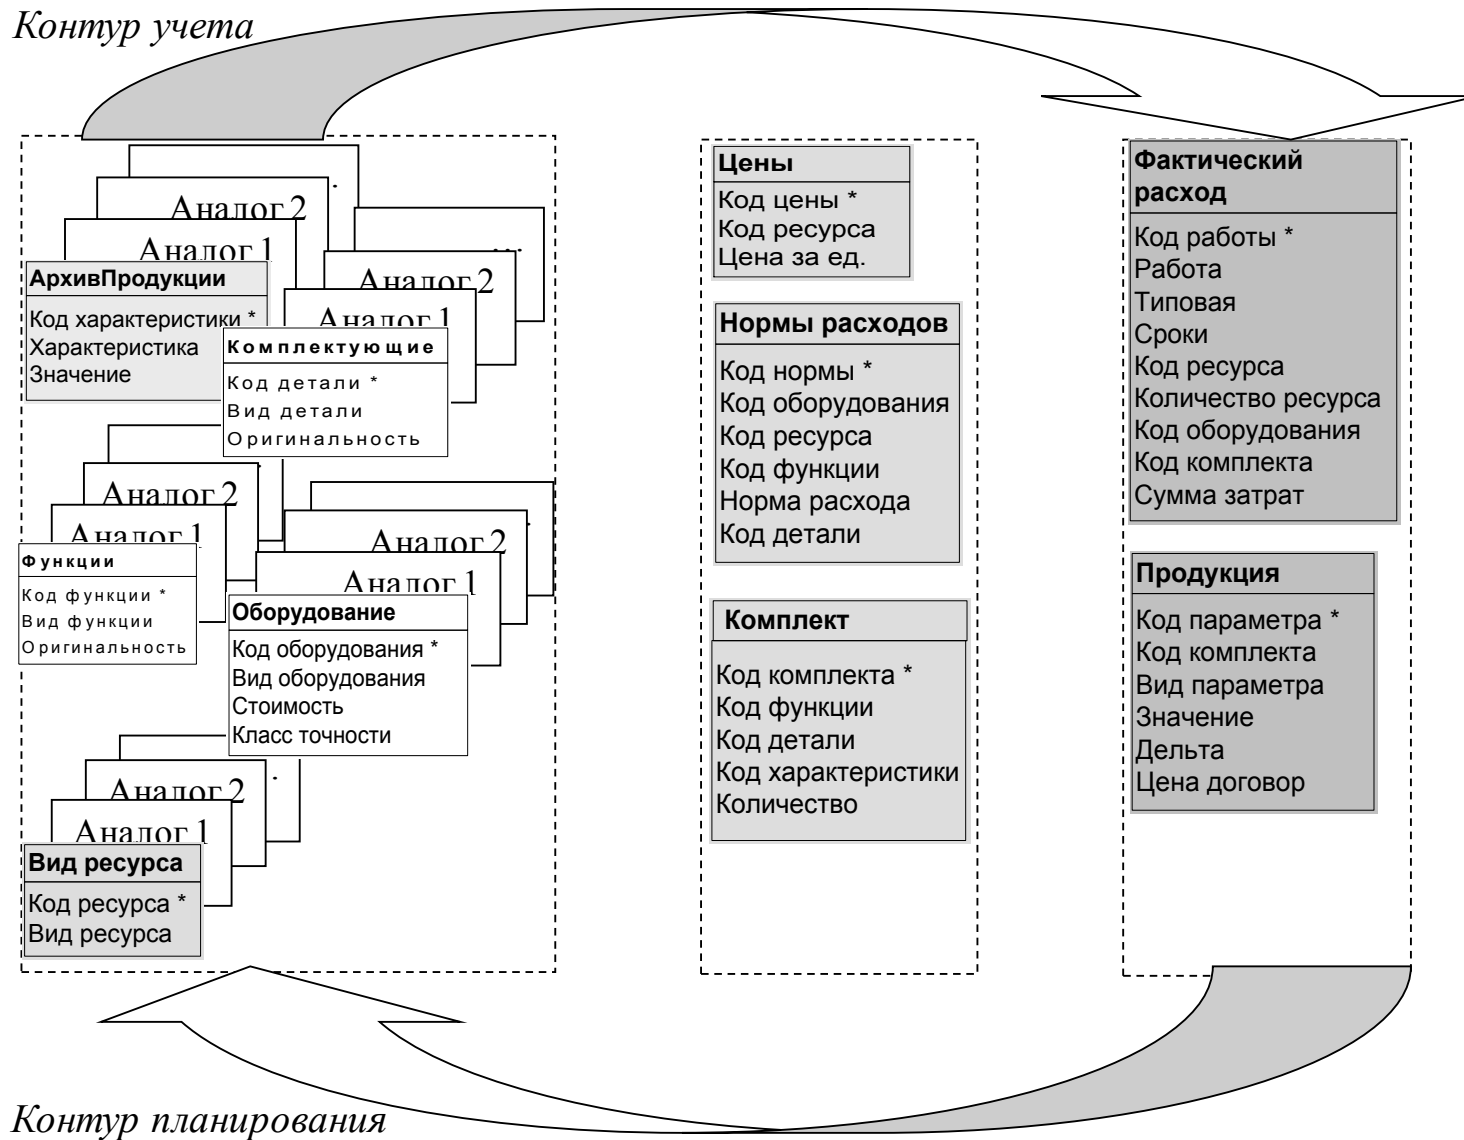 Контур учета
...
Аналог 2
Аналог 1
АрхивПродукции
Код характеристики *
Характеристика
Значение
...
Аналог 2
Аналог 1
Комплектующие
Код детали *
Вид детали
Оригинальность
Аналог 2
Аналог 1
Функции
Код функции *
Вид функции
Оригинальность
Аналог 2
Аналог 1
Оборудование
Код оборудования *
Вид оборудования
Стоимость
Класс точности
Аналог 2
Аналог 1
Вид ресурса
Код ресурса *
Вид ресурса
Цены
Код цены *
Код ресурса
Цена за ед.
Нормы расходов
Код нормы *
Код оборудования
Код ресурса
Код функции
Норма расхода
Код детали
Комплект
Код комплекта *
Код функции
Код детали
Код характеристики
Количество
Фактический
расход
Код работы *
Работа
Типовая
Сроки
Код ресурса
Количество ресурса
Код оборудования
Код комплекта
Сумма затрат
Продукция
Код параметра *
Код комплекта
Вид параметра
Значение
Дельта
Цена договор
Контур планирования